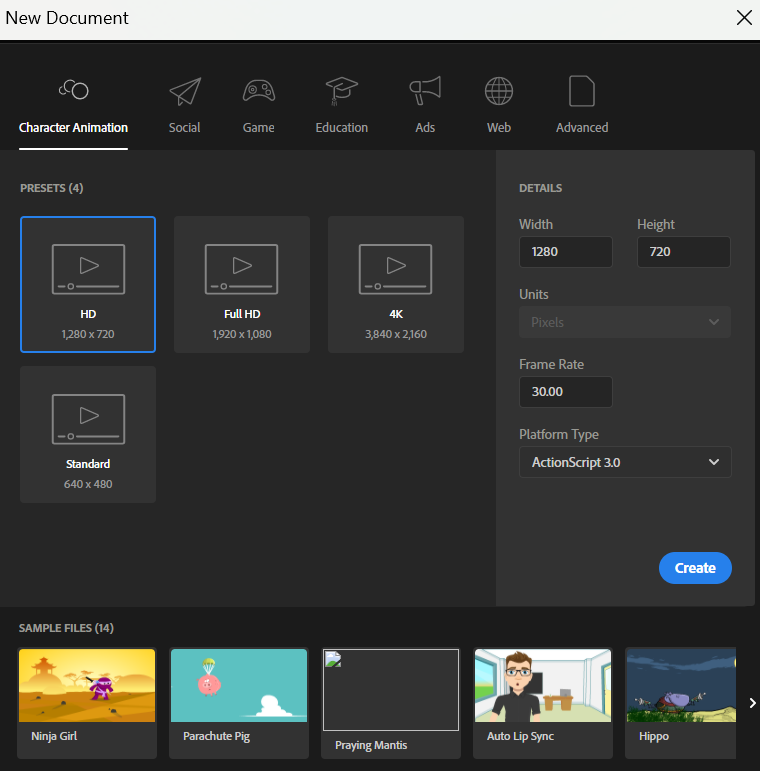 New Document
Character Animation
Social
Game
Education
Ads
Web
Advanced
PRESETS (4)
HD
1,280 x 720
Full HD
1,920 x 1,080
4K
3,840 x 2,160
Standard
640 x 480
DETAILS
Width
Height
1280
720
Units
Pixels
Frame Rate
30.00
Platform Type
ActionScript 3.0
Create
SAMPLE FILES (14)
Ninja Girl
Parachute Pig
Praying Mantis
Auto Lip Sync
Hippo